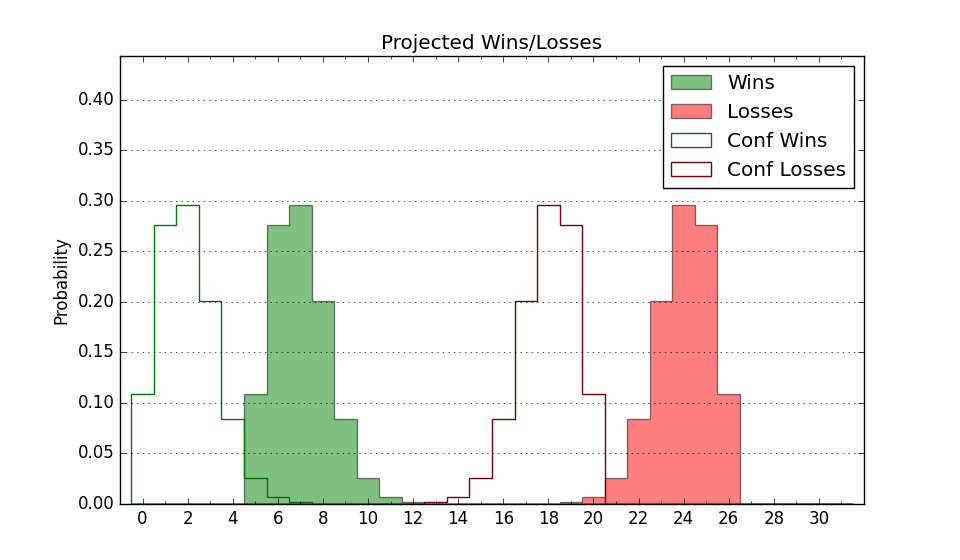 Projected Wins/Losses
Wins
Losses
Conf Wins
Conf Losses
Probability
0.40
0.35
0.30
0.25
0.20
0.15
0.10
0.05
0.00
0 2 4 6 8 10 12 14 16 18 20 22 24 26 28 30